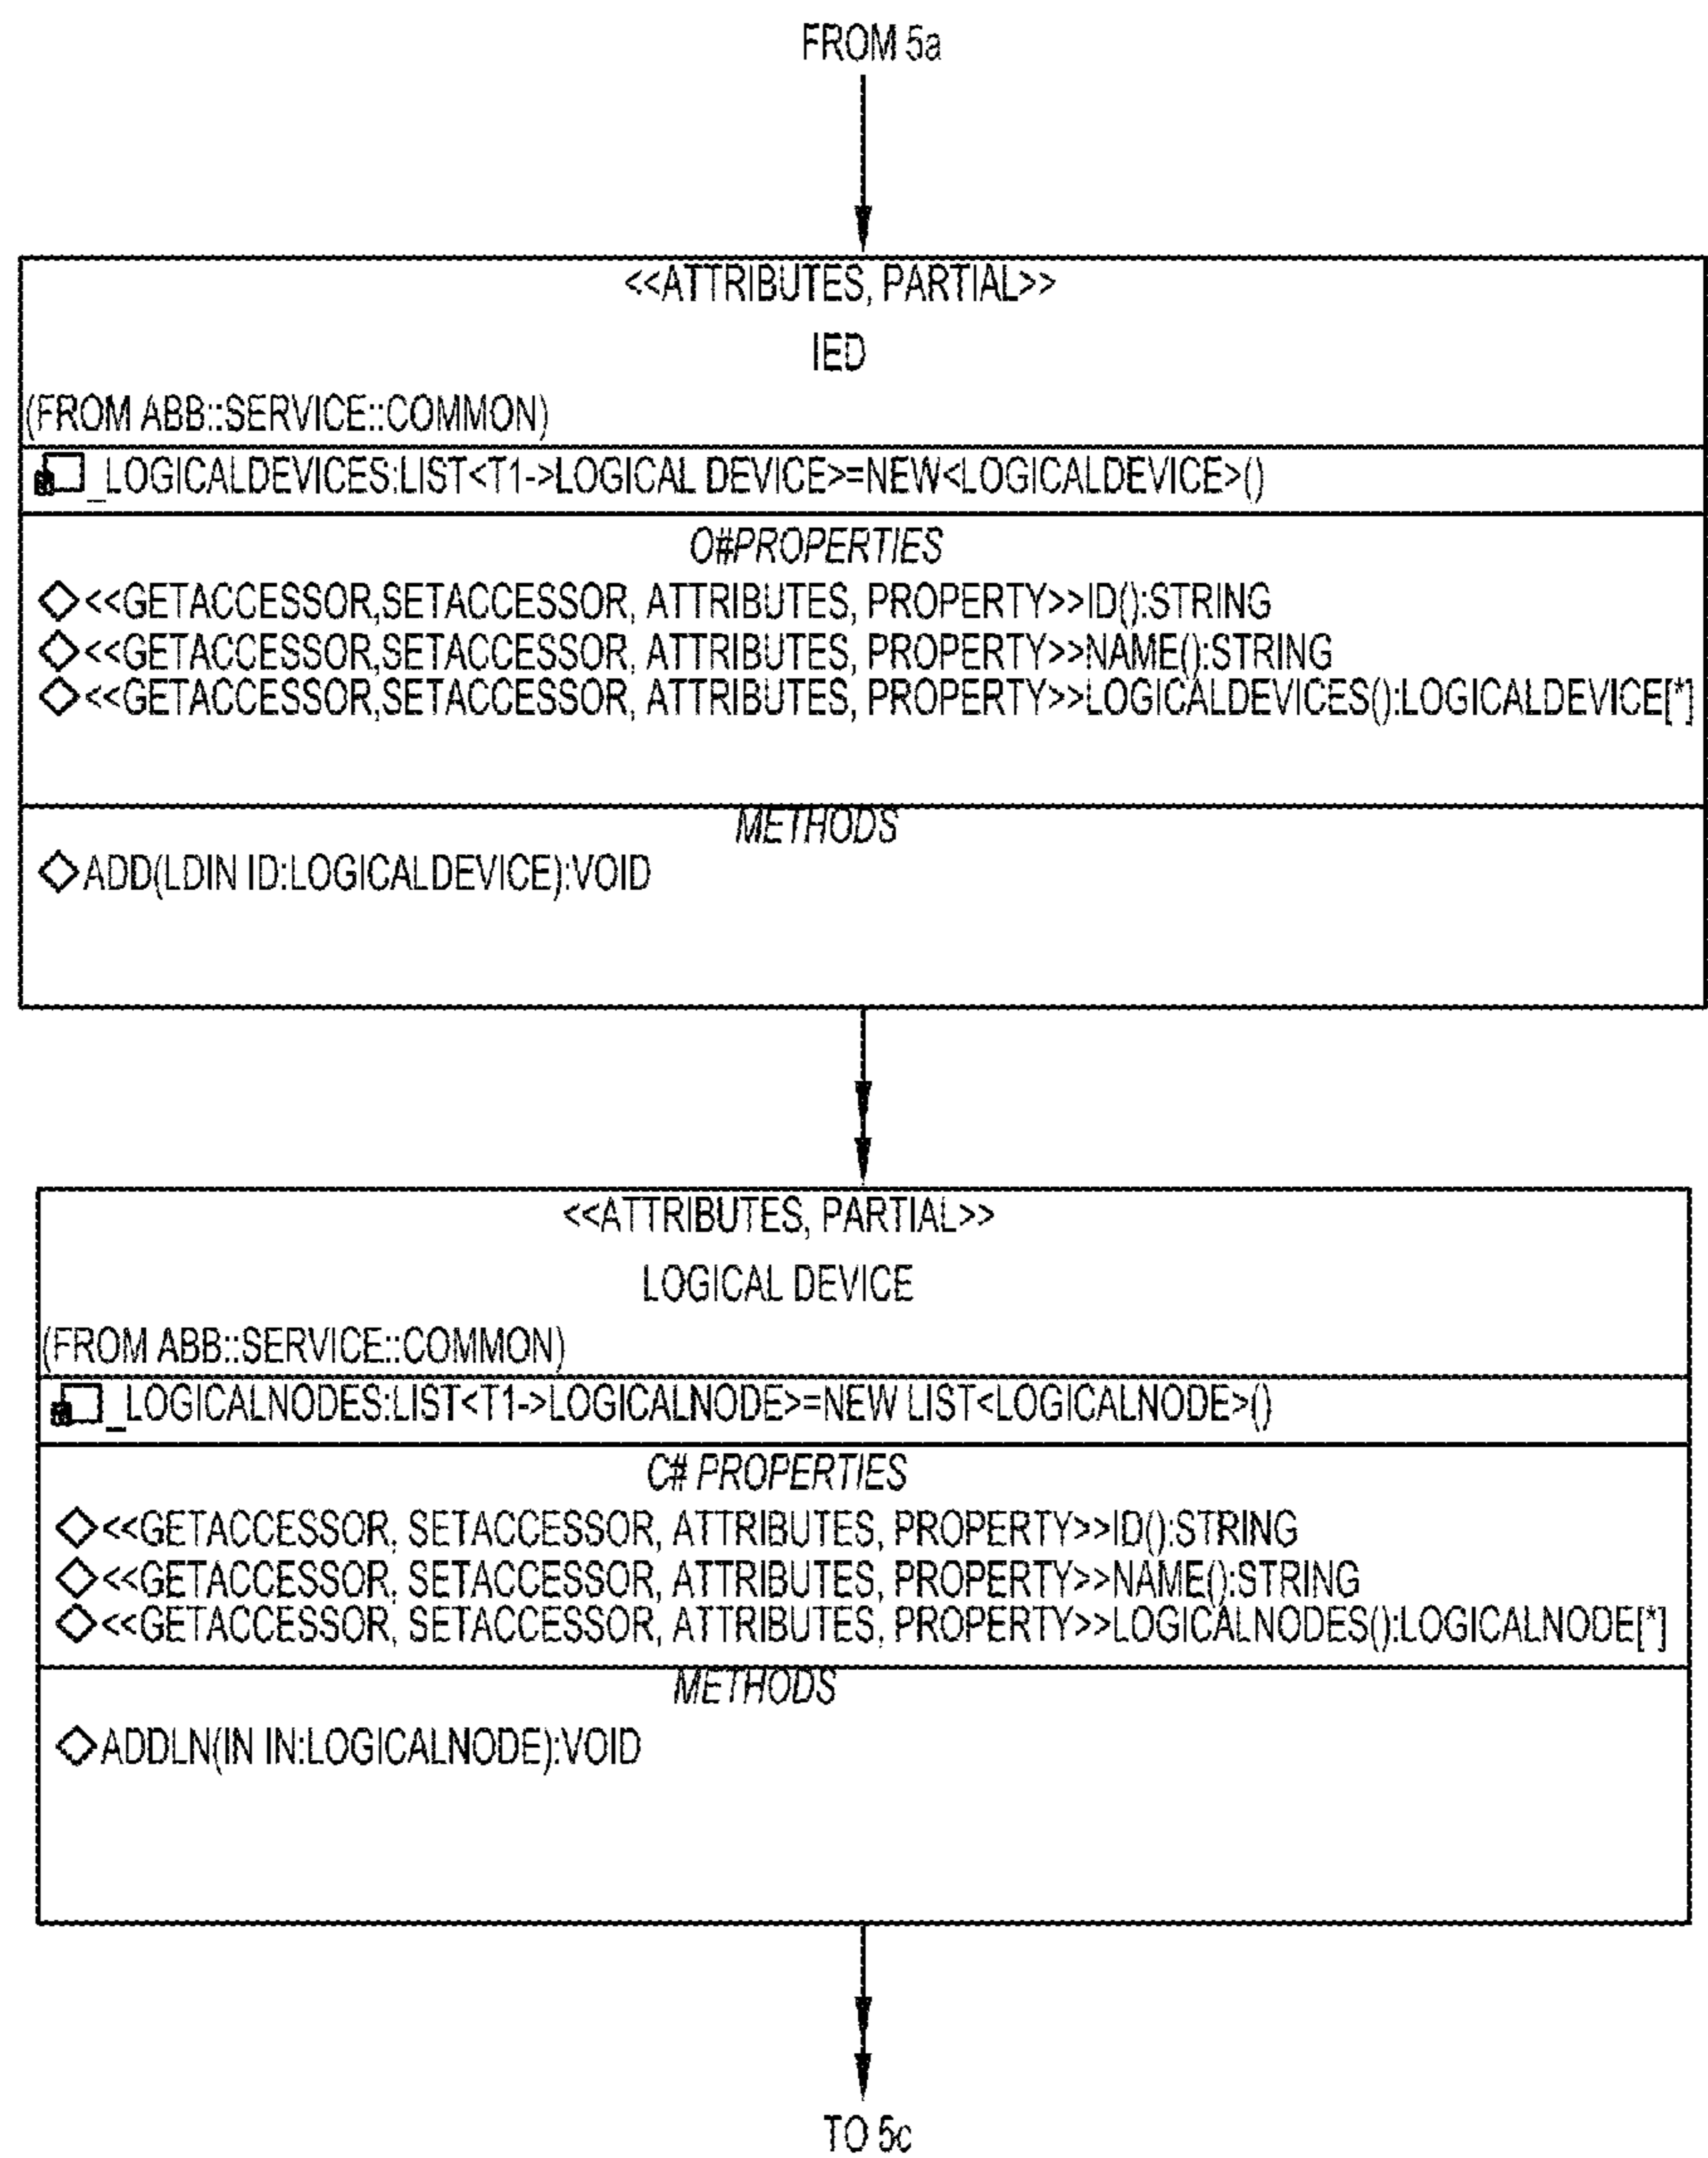 FROM 5a
<<ATTRIBUTES, PARTIAL>>
IED
(FROM ABB::SERVICE::COMMON)
_LOGICALDEVICES:LIST<T1->LOGICAL DEVICE>=NEW<LOGICALDEVICE>()
O#PROPERTIES
<<GETACCESSOR,SETACCESSOR, ATTRIBUTES, PROPERTY>>ID():STRING
<<GETACCESSOR,SETACCESSOR, ATTRIBUTES, PROPERTY>>NAME():STRING
<<GETACCESSOR,SETACCESSOR, ATTRIBUTES, PROPERTY>>LOGICALDEVICES():LOGICALDEVICE[*]
METHODS
ADD(LDIN ID:LOGICALDEVICE):VOID
<<ATTRIBUTES, PARTIAL>>
LOGICAL DEVICE
(FROM ABB::SERVICE::COMMON)
_LOGICALNODES:LIST<T1->LOGICALNODE>=NEW LIST<LOGICALNODE>()
C# PROPERTIES
<<GETACCESSOR, SETACCESSOR, ATTRIBUTES, PROPERTY>>ID():STRING
<<GETACCESSOR, SETACCESSOR, ATTRIBUTES, PROPERTY>>NAME():STRING
<<GETACCESSOR, SETACCESSOR, ATTRIBUTES, PROPERTY>>LOGICALNODES():LOGICALNODE[*]
METHODS
ADDLN(IN IN:LOGICALNODE):VOID
TO 5c